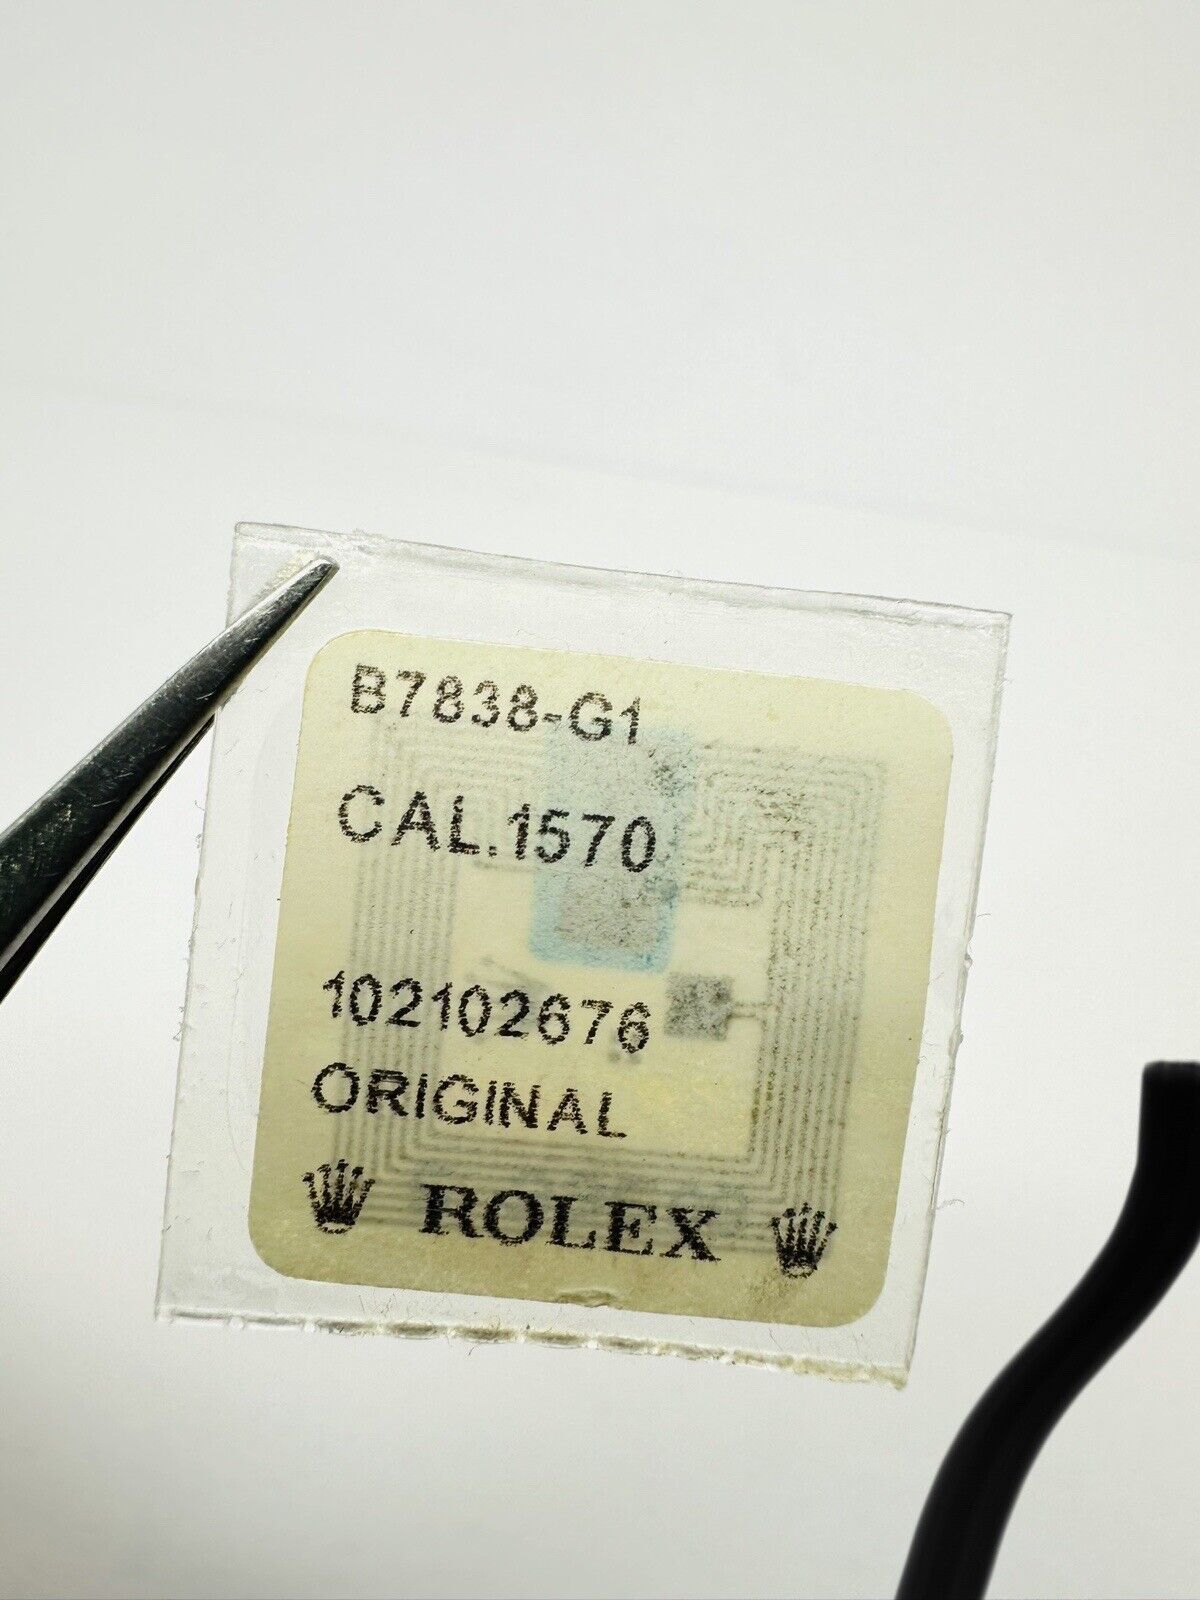 B7838-G1
CAL.1570
102102676
ORIGINAL
ROLEX